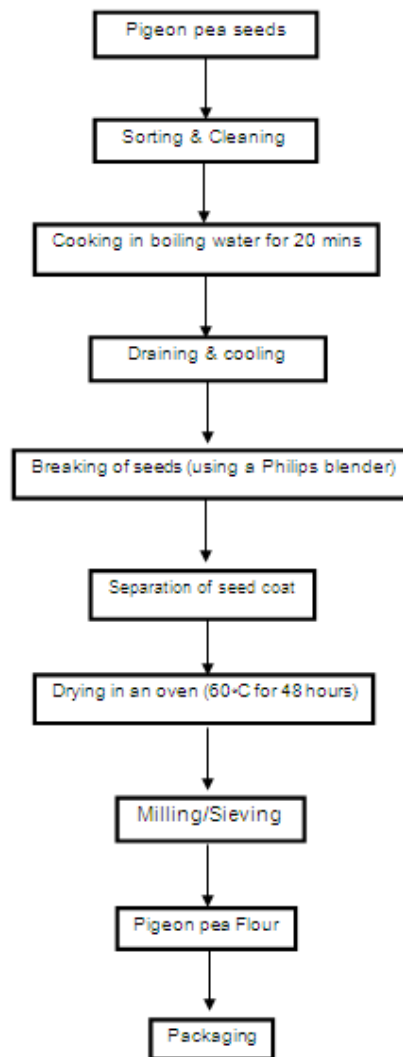 Pigeon pea seeds
Sorting & Cleaning
Cooking in boiling water for 20 mins
Draining & cooling
Breaking of seeds (using a Philips blender)
Separation of seed coat
Drying in an oven (60∘C for 48 hours)
Milling/Sieving
Pigeon pea Flour
Packaging